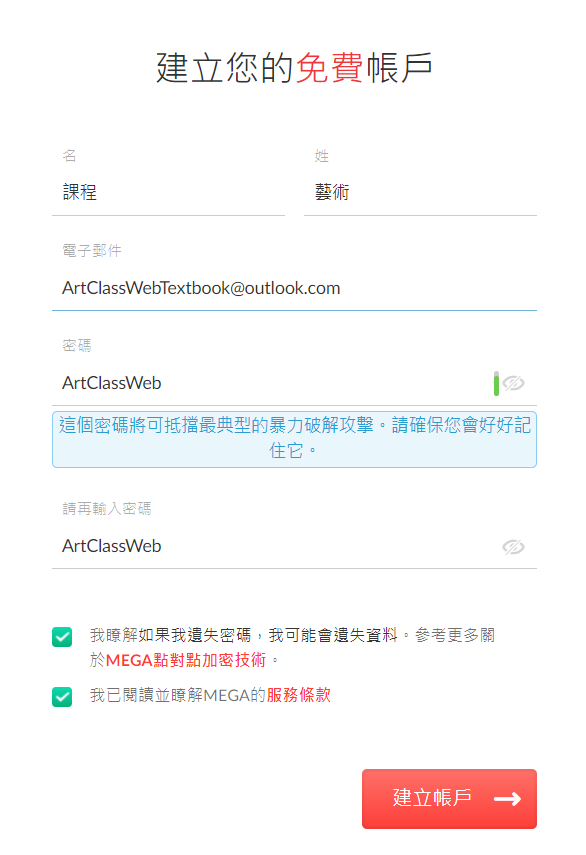 建立您的免費帳戶
名 姓
課程 藝術
電子郵件
ArtClassWebTextbook@outlook.com
密碼
ArtClassWeb
這個密碼將可抵擋最典型的暴力破解攻擊。請確保您會好好記
住它。
請再輸入密碼
ArtClassWeb
我瞭解如果我遺失密碼，我可能會遺失資料。參考更多關
於MEGA點對點加密技術。
我已閱讀並瞭解MEGA的服務條款
建立帳戶